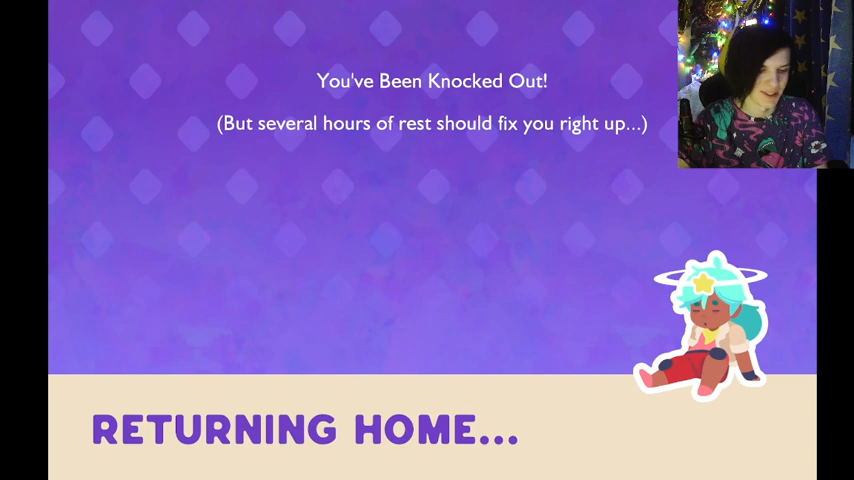 You've Been Knocked Out!
(But several hours of rest should fix you right up...)
RETURNING HOME...